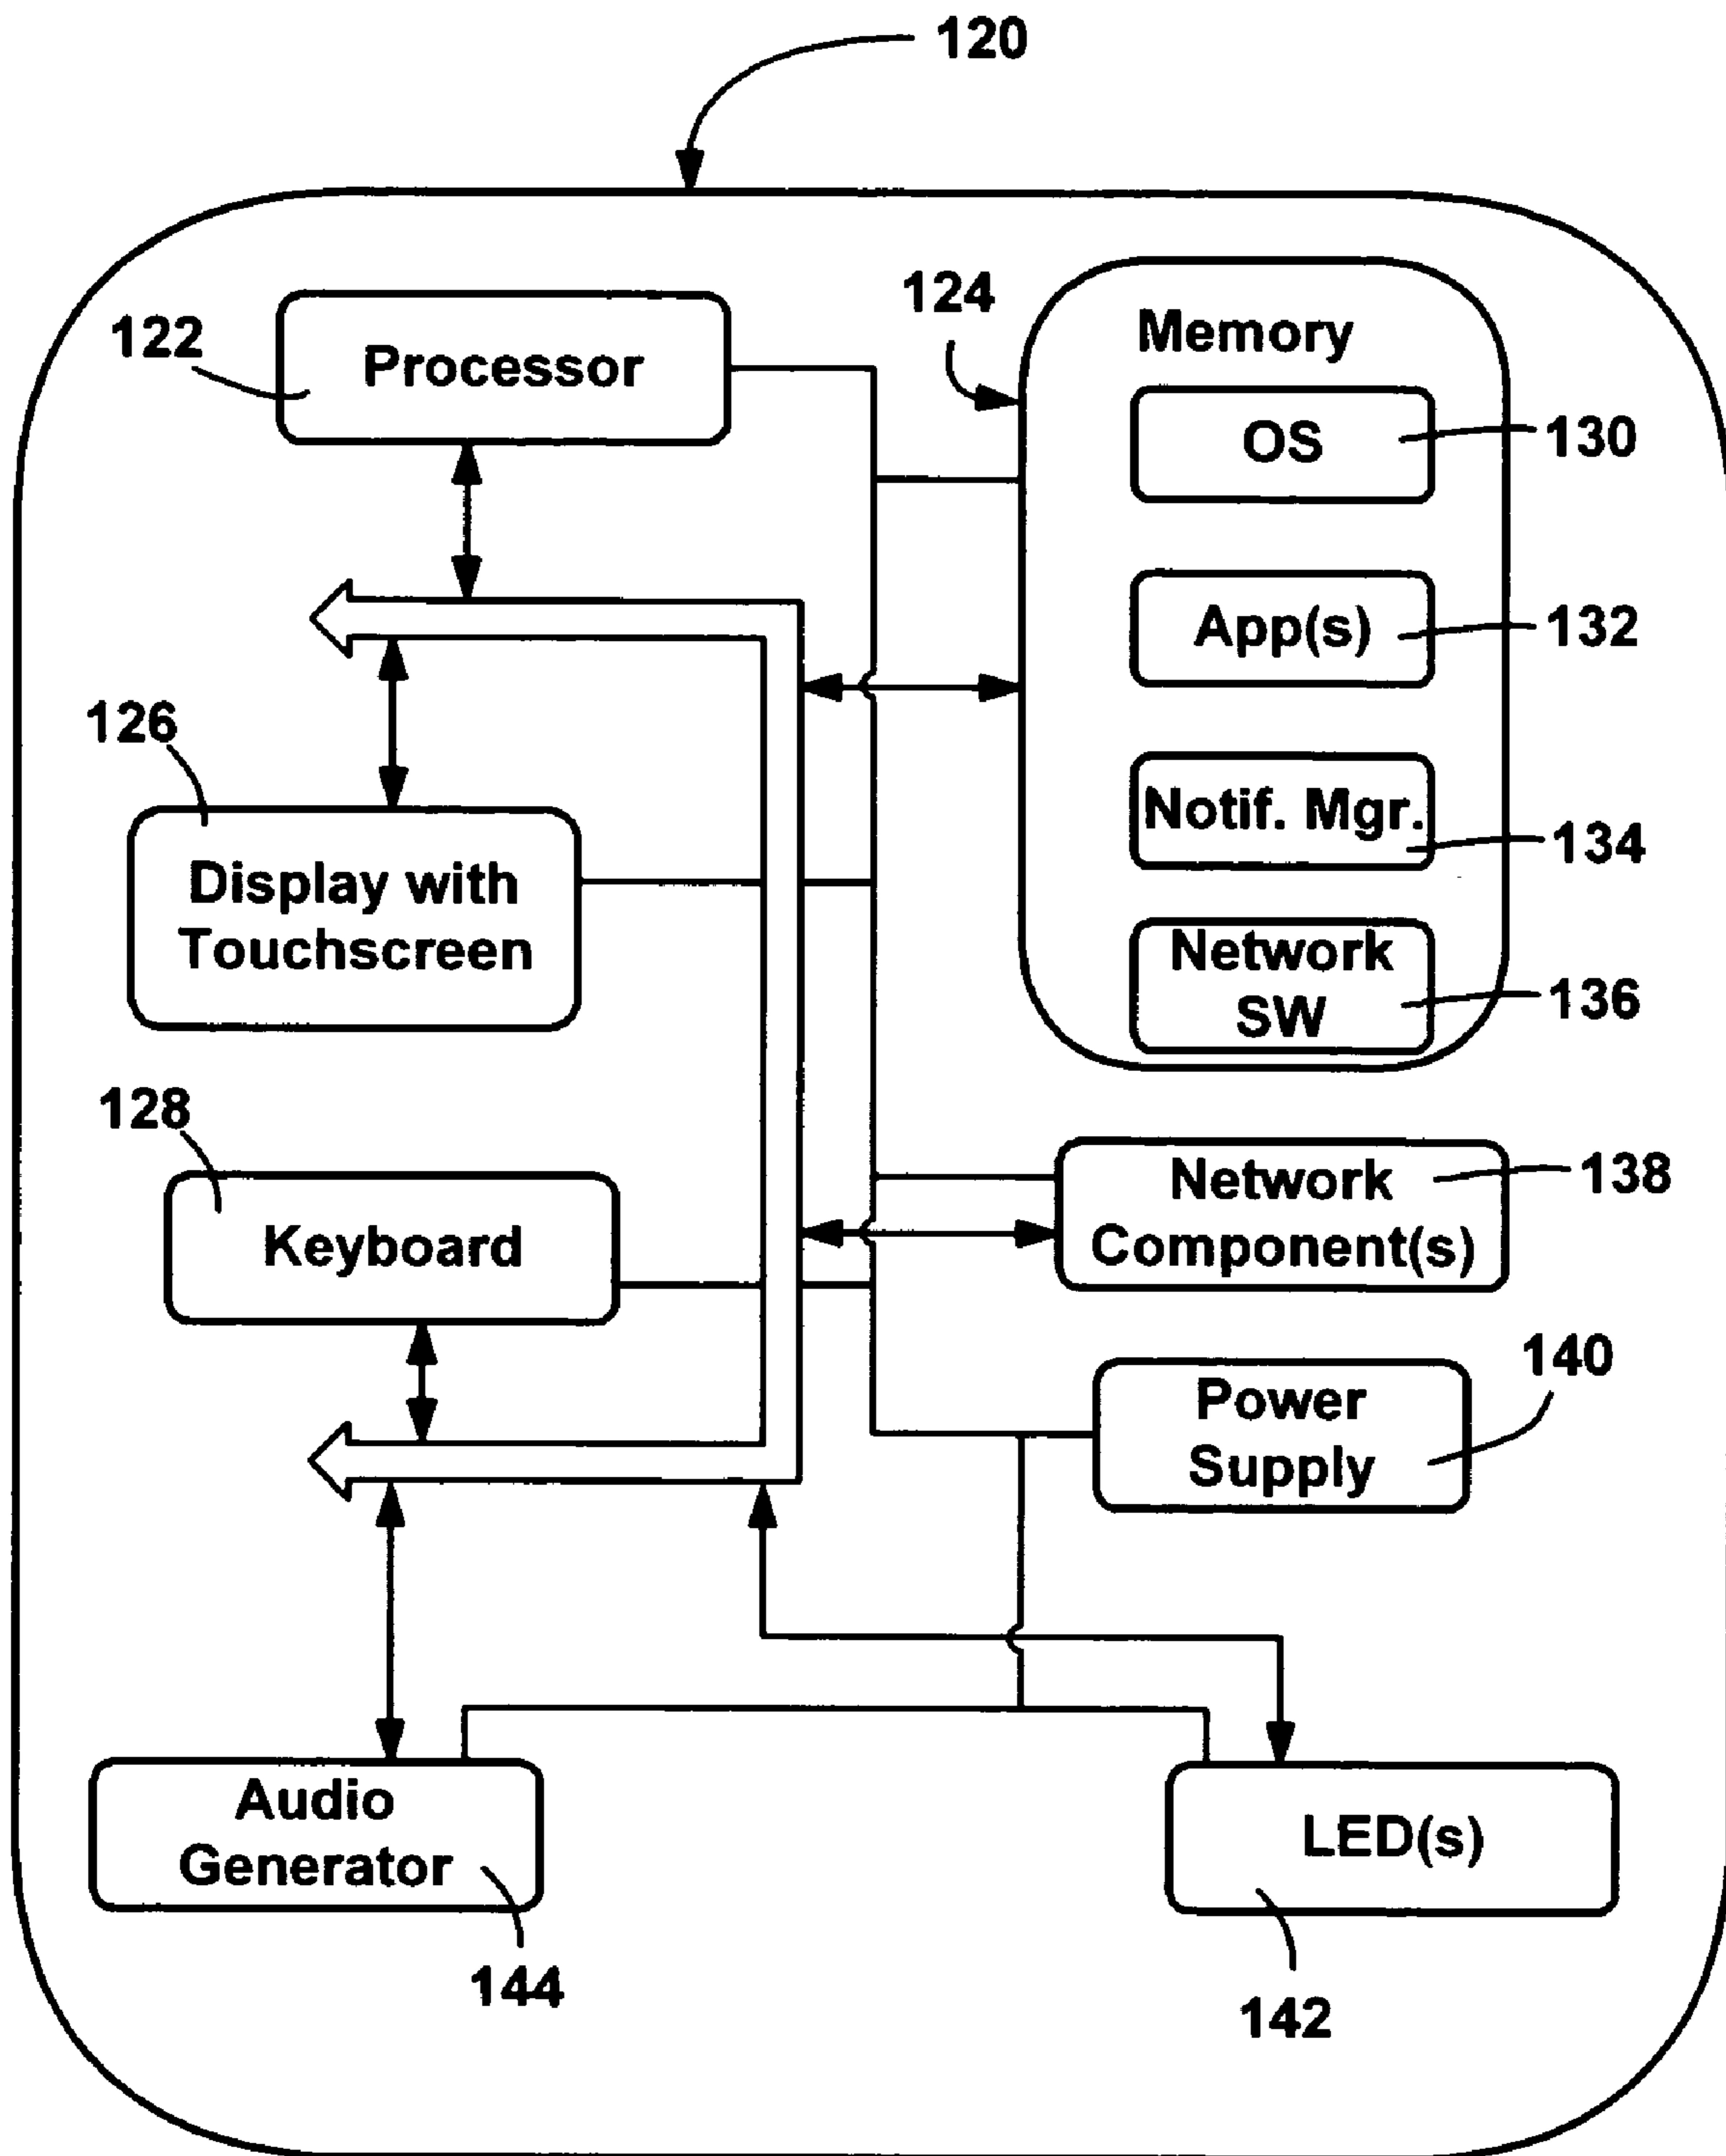 120
124
Memory
122
Processor
OS
130
App(s)
132
126
Notif. Mgr.
134
Display with
Touchscreen
Network
SW
136
128
Keyboard
Network
Component(s)
138
140
Power
Supply
Audio
Generator
LED(s)
144
142